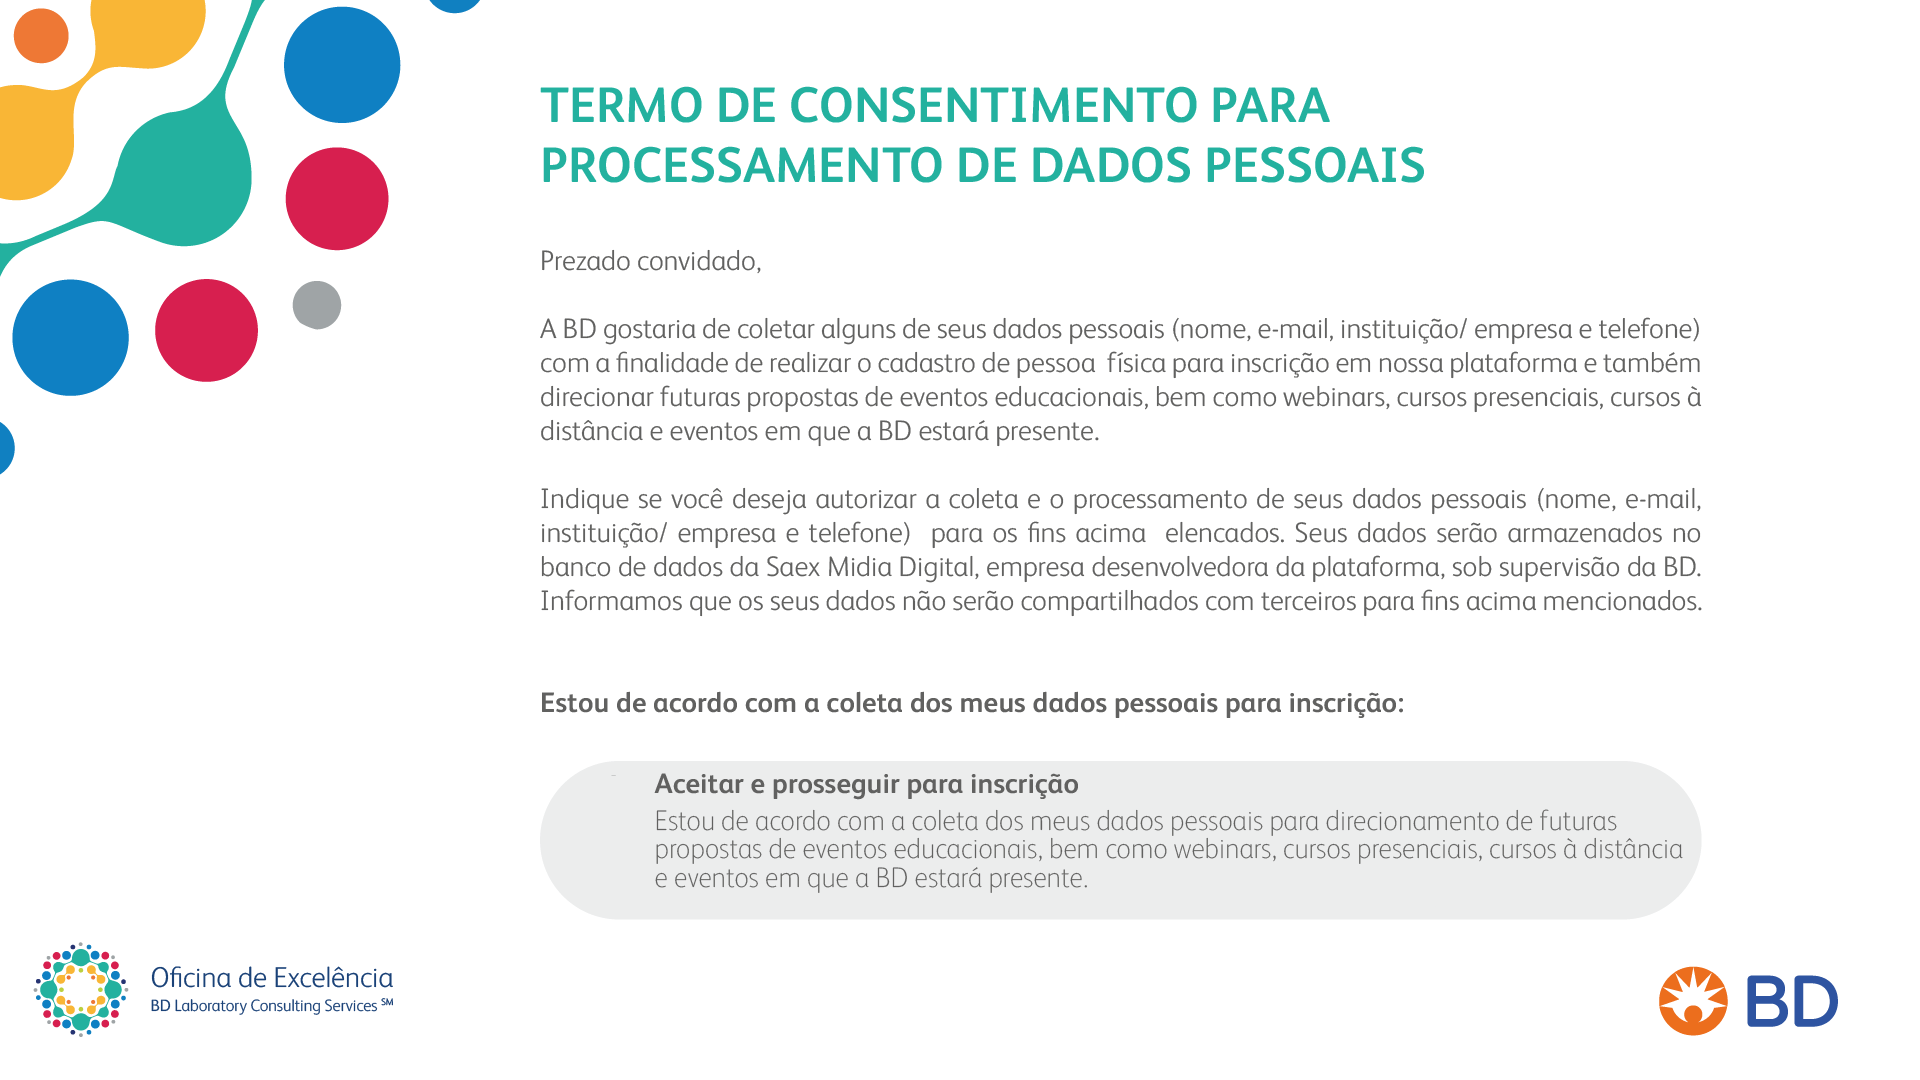 TERMO DE CONSENTIMENTO PARA
PROCESSAMENTO DE DADOS PESSOAIS
Prezado convidado,
A BD gostaria de coletar alguns de seus dados pessoais (nome, e-mail, instituição/ empresa e telefone)
com a finalidade de realizar o cadastro de pessoa física para inscrição em nossa plataforma e também
direcionar futuras propostas de eventos educacionais, bem como webinars, cursos presenciais, cursos à
distância e eventos em que a BD estará presente.
Indique se você deseja autorizar a coleta e o processamento de seus dados pessoais (nome, e-mail,
instituição/ empresa e telefone) para os fins acima elencados. Seus dados serão armazenados no
banco de dados da Saex Midia Digital, empresa desenvolvedora da plataforma, sob supervisão da BD.
Informamos que os seus dados não serão compartilhados com terceiros para fins acima mencionados.
Estou de acordo com a coleta dos meus dados pessoais para inscrição:
Aceitar e prosseguir para inscrição
Estou de acordo com a coleta dos meus dados pessoais para direcionamento de futuras
propostas de eventos educacionais, bem como webinars, cursos presenciais, cursos à distância
e eventos em que a BD estará presente.
Oficina de Excelência
BD Laboratory Consulting Services℠
BD